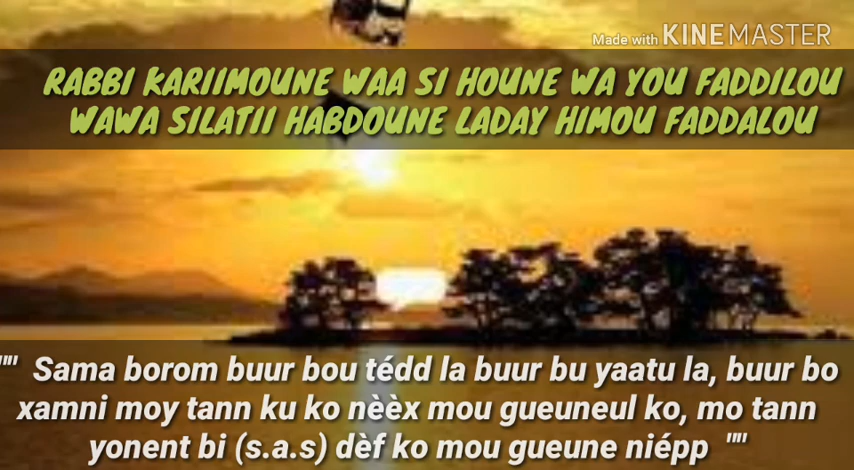 Made with KINEMASTER
RABBI KARIIMOUNE WAA SI HOUNE WA YOU FADDILOU
WAWA SILATII HABDOUNE LADAY HIMOU FADDALOU
"" Sama borom buur bou tédd la buur bu yaatu la, buur bo
xamni moy tann ku ko nèèx mou gueuneul ko, mo tann
yonent bi (s.a.s) dèf ko mou gueune niépp ""